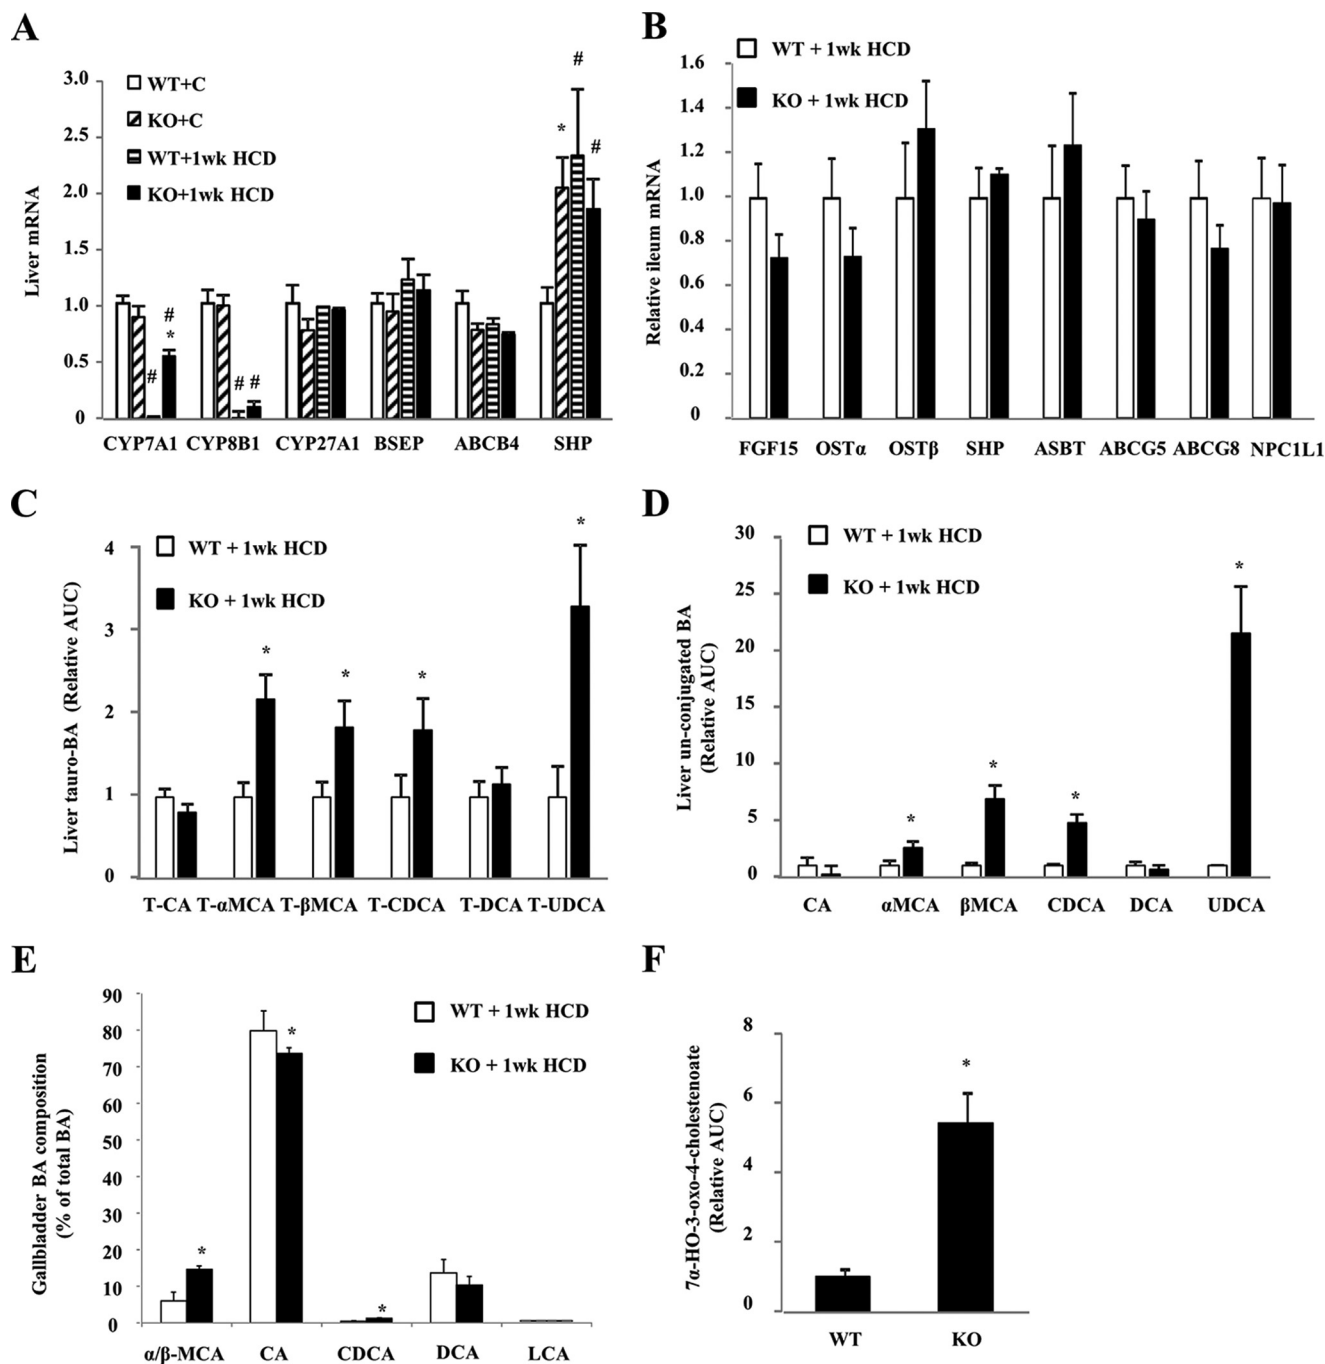 A
WT+C
KO+C
WT+1wk HCD
KO+1wk HCD
Liver mRNA
3.0
2.5
2.0
1.5
1.0
0.5
0
# # * # # # * # #
CYP7A1 CYP8B1 CYP27A1 BSEP ABCB4 SHP
B
WT + 1wk HCD
KO + 1wk HCD
Relative ileum mRNA
1.6
1.4
1.2
1.0
0.8
0.6
0.4
0.2
0
FGF15 OSTα OSTβ SHP ASBT ABCG5 ABCG8 NPC1L1
C
WT + 1wk HCD
KO + 1wk HCD
Liver tauro-BA (Relative AUC)
4
3
2
1
0
* * * *
T-CA T-αMCA T-βMCA T-CDCA T-DCA T-UDCA
D
WT + 1wk HCD
KO + 1wk HCD
Liver un-conjugated BA
(Relative AUC)
30
25
20
15
10
5
0
* * * *
CA αMCA βMCA CDCA DCA UDCA
E
WT + 1wk HCD
KO + 1wk HCD
Gallbladder BA composition
(% of total BA)
90
80
70
60
50
40
30
20
10
0
* * *
α/β-MCA CA CDCA DCA LCA
F
7α-HO-3-oxo-4-cholestenoate
(Relative AUC)
8
6
4
2
0
*
WT KO